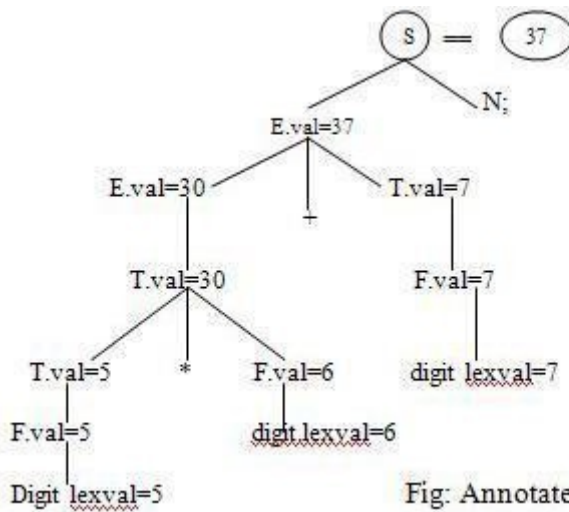 S = 37
N;
E.val=37
E.val=30 + T.val=7
T.val=30 F.val=7
T.val=5 * F.val=6 digit lexval=7
F.val=5 digit.lexval=6
Digit lexval=5 Fig: Annotate